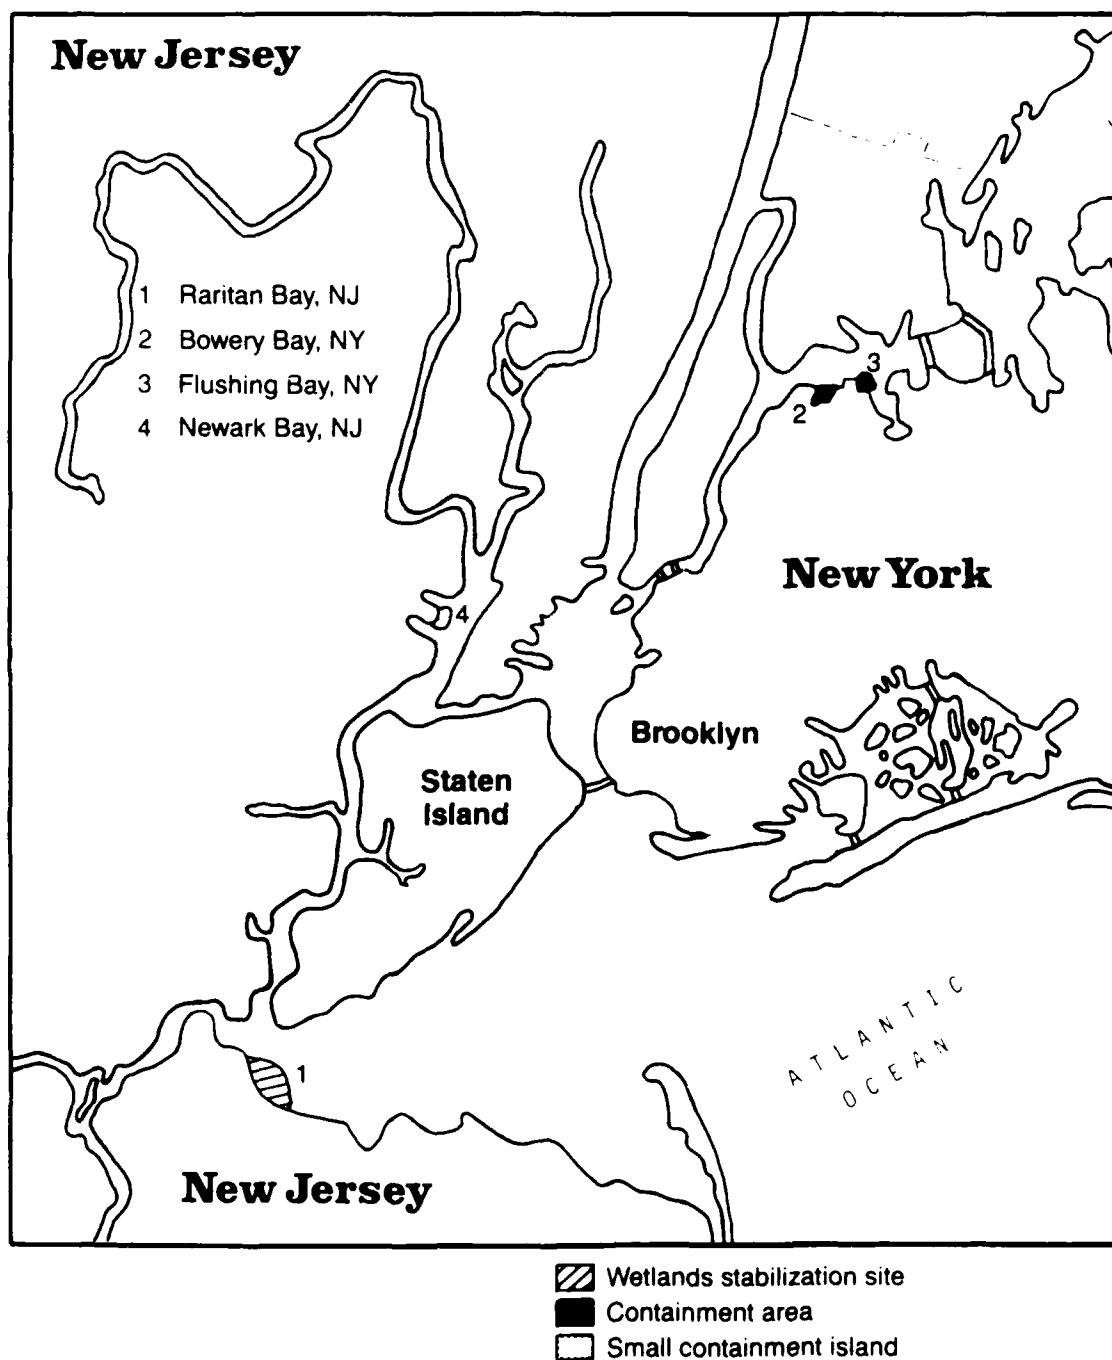 New Jersey
1 Raritan Bay, NJ
2 Bowery Bay, NY
3 Flushing Bay, NY
4 Newark Bay, NJ
3
2
New York
4
Brooklyn
Staten
Island
ATLANTIC
OCEAN
1
New Jersey
Wetlands stabilization site
Containment area
Small containment island